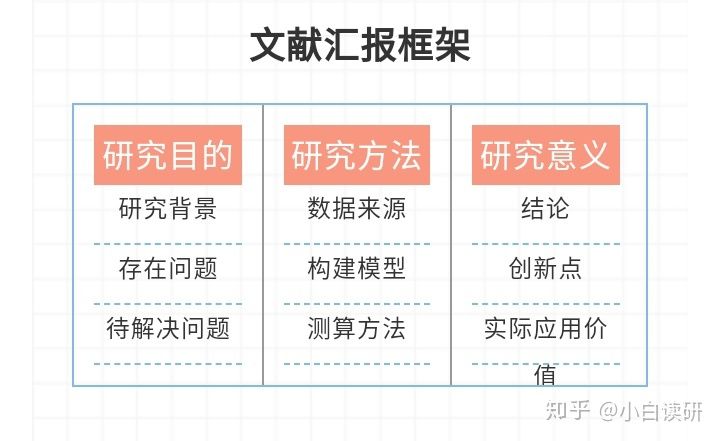 文献汇报框架
研究目的
研究背景
存在问题
待解决问题
研究方法
数据来源
构建模型
测算方法
研究意义
结论
创新点
实际应用价
值
知乎 @小白读研